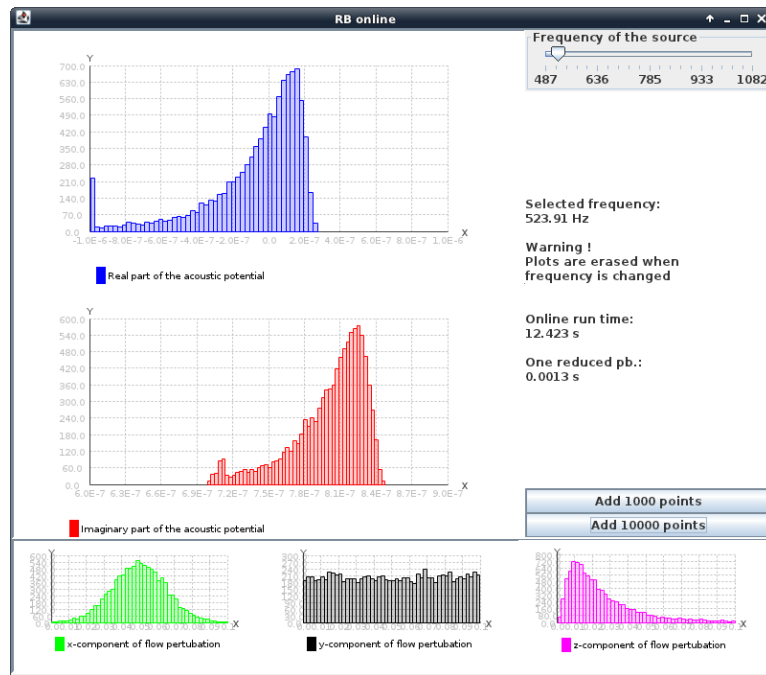 RB online
Frequency of the source
487 636 785 933 1082
Selected frequency:
523.91 Hz
Warning !
Plots are erased when
frequency is changed
Online run time:
12.423 s
One reduced pb.:
0.0013 s
Add 1000 points
Add 10000 points
Y
700.0
630.0
560.0
490.0
420.0
350.0
280.0
210.0
140.0
70.0
0.0
-1.0E-6 -8.0E-7 -6.0E-7 -4.0E-7 -2.0E-7 0.0 2.0E-7 4.0E-7 6.0E-7 8.0E-7 1.0E-6
X
Real part of the acoustic potential
Y
600.0
540.0
480.0
420.0
360.0
300.0
240.0
180.0
120.0
60.0
0.0
6.0E-7 6.3E-7 6.6E-7 6.9E-7 7.2E-7 7.5E-7 7.8E-7 8.1E-7 8.4E-7 8.7E-7 9.0E-7
X
Imaginary part of the acoustic potential
Y
X
x-component of flow pertubation
Y
X
y-component of flow pertubation
Y
X
z-component of flow pertubation